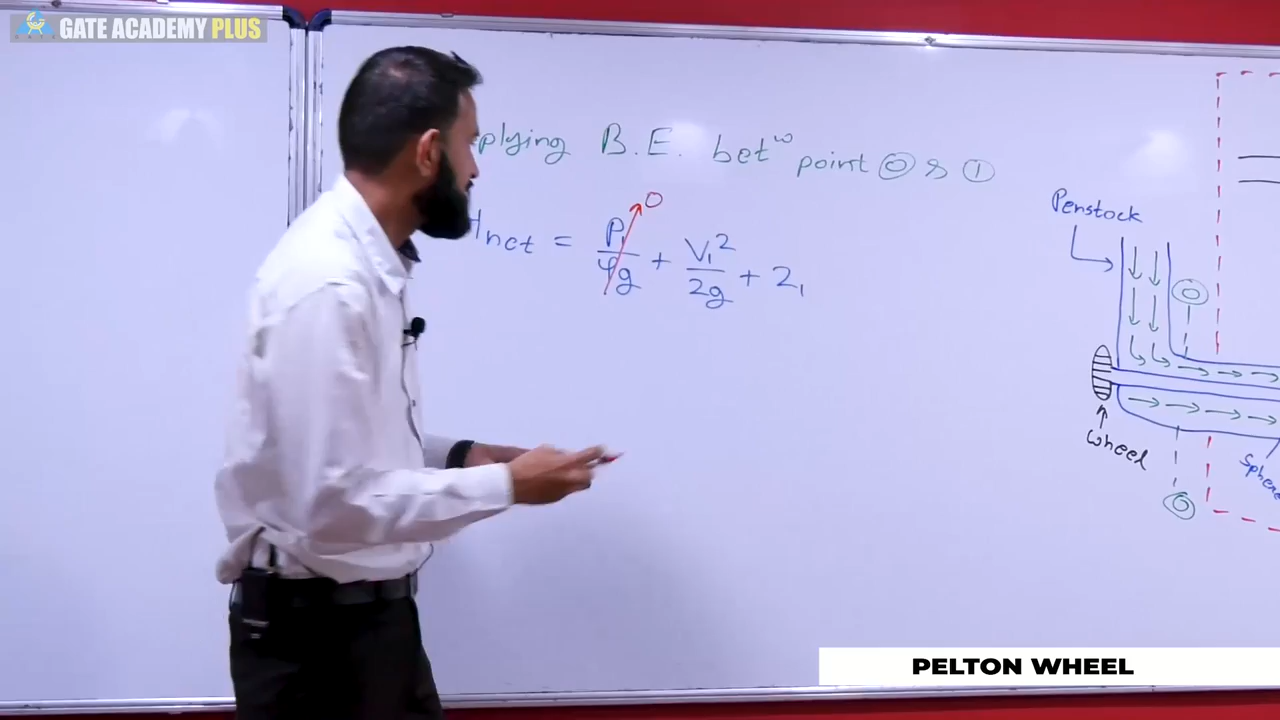 GATE ACADEMY PLUS
plying B.E. betw point ⓪ & ①
Hnet = P₁/ρg + V₁²/2g + Z₁
0
Penstock
0
wheel
Sphere
0
PELTON WHEEL